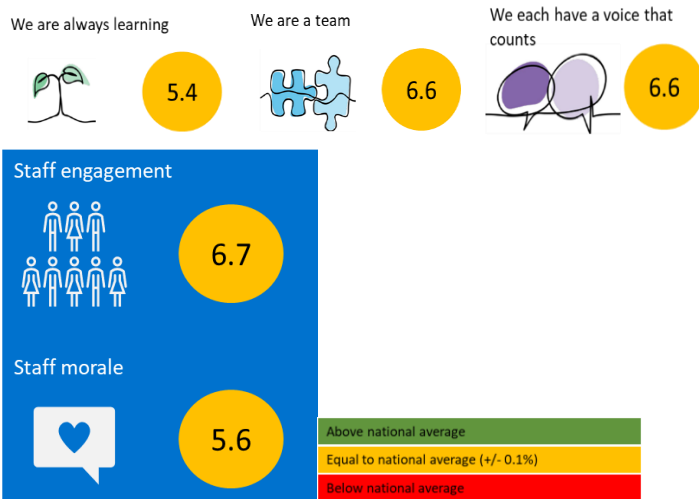 We are always learning
5.4
We are a team
6.6
We each have a voice that
counts
6.6
Staff engagement
6.7
Staff morale
5.6
Above national average
Equal to national average (+/- 0.1%)
Below national average